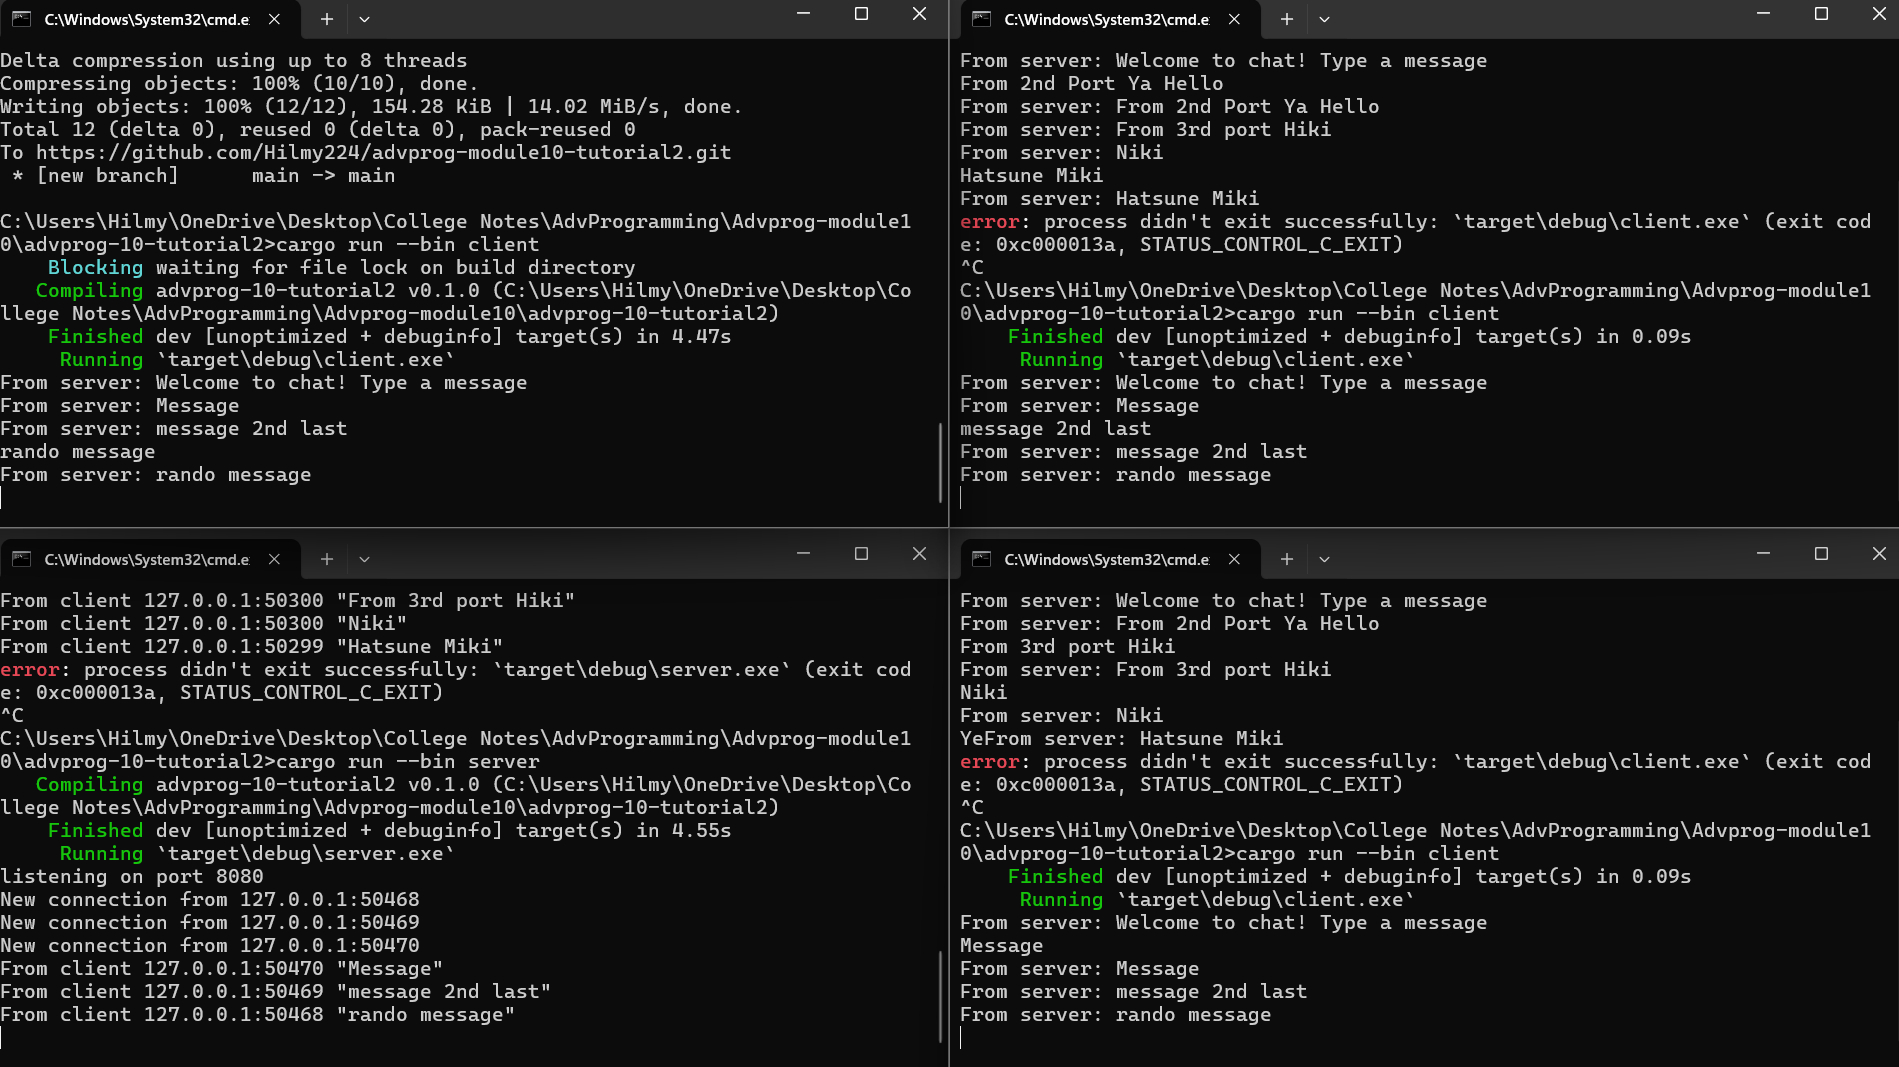 C:\Windows\System32\cmd.e
Delta compression using up to 8 threads
Compressing objects: 100% (10/10), done.
Writing objects: 100% (12/12), 154.28 KiB | 14.02 MiB/s, done.
Total 12 (delta 0), reused 0 (delta 0), pack-reused 0
To https://github.com/Hilmy224/advprog-module10-tutorial2.git
 * [new branch]      main -> main
C:\Users\Hilmy\OneDrive\Desktop\College Notes\AdvProgramming\Advprog-module1
0\advprog-10-tutorial2>cargo run --bin client
    Blocking waiting for file lock on build directory
   Compiling advprog-10-tutorial2 v0.1.0 (C:\Users\Hilmy\OneDrive\Desktop\Co
llege Notes\AdvProgramming\Advprog-module10\advprog-10-tutorial2)
    Finished dev [unoptimized + debuginfo] target(s) in 4.47s
     Running `target\debug\client.exe`
From server: Welcome to chat! Type a message
From server: Message
From server: message 2nd last
rando message
From server: rando message
C:\Windows\System32\cmd.e
From server: Welcome to chat! Type a message
From 2nd Port Ya Hello
From server: From 2nd Port Ya Hello
From server: From 3rd port Hiki
From server: Niki
Hatsune Miki
From server: Hatsune Miki
error: process didn't exit successfully: `target\debug\client.exe` (exit cod
e: 0xc000013a, STATUS_CONTROL_C_EXIT)
^C
C:\Users\Hilmy\OneDrive\Desktop\College Notes\AdvProgramming\Advprog-module1
0\advprog-10-tutorial2>cargo run --bin client
    Finished dev [unoptimized + debuginfo] target(s) in 0.09s
     Running `target\debug\client.exe`
From server: Welcome to chat! Type a message
From server: Message
message 2nd last
From server: message 2nd last
From server: rando message
C:\Windows\System32\cmd.e
From client 127.0.0.1:50300 "From 3rd port Hiki"
From client 127.0.0.1:50300 "Niki"
From client 127.0.0.1:50299 "Hatsune Miki"
error: process didn't exit successfully: `target\debug\server.exe` (exit cod
e: 0xc000013a, STATUS_CONTROL_C_EXIT)
^C
C:\Users\Hilmy\OneDrive\Desktop\College Notes\AdvProgramming\Advprog-module1
0\advprog-10-tutorial2>cargo run --bin server
   Compiling advprog-10-tutorial2 v0.1.0 (C:\Users\Hilmy\OneDrive\Desktop\Co
llege Notes\AdvProgramming\Advprog-module10\advprog-10-tutorial2)
    Finished dev [unoptimized + debuginfo] target(s) in 4.55s
     Running `target\debug\server.exe`
listening on port 8080
New connection from 127.0.0.1:50468
New connection from 127.0.0.1:50469
New connection from 127.0.0.1:50470
From client 127.0.0.1:50470 "Message"
From client 127.0.0.1:50469 "message 2nd last"
From client 127.0.0.1:50468 "rando message"
C:\Windows\System32\cmd.e
From server: Welcome to chat! Type a message
From server: From 2nd Port Ya Hello
From 3rd port Hiki
From server: From 3rd port Hiki
Niki
From server: Niki
YeFrom server: Hatsune Miki
error: process didn't exit successfully: `target\debug\client.exe` (exit cod
e: 0xc000013a, STATUS_CONTROL_C_EXIT)
^C
C:\Users\Hilmy\OneDrive\Desktop\College Notes\AdvProgramming\Advprog-module1
0\advprog-10-tutorial2>cargo run --bin client
    Finished dev [unoptimized + debuginfo] target(s) in 0.09s
     Running `target\debug\client.exe`
From server: Welcome to chat! Type a message
Message
From server: Message
From server: message 2nd last
From server: rando message